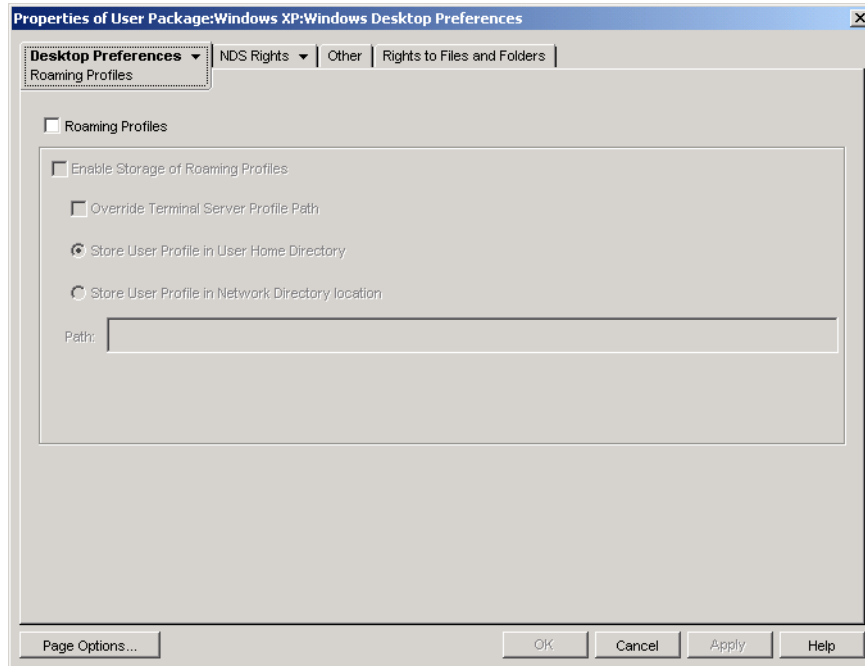 Properties of User Package:Windows XP:Windows Desktop Preferences
Desktop Preferences NDS Rights Other Rights to Files and Folders
Roaming Profiles
Roaming Profiles
Enable Storage of Roaming Profiles
Override Terminal Server Profile Path
Store User Profile in User Home Directory
Store User Profile in Network Directory location
Path:
Page Options... OK Cancel Apply Help